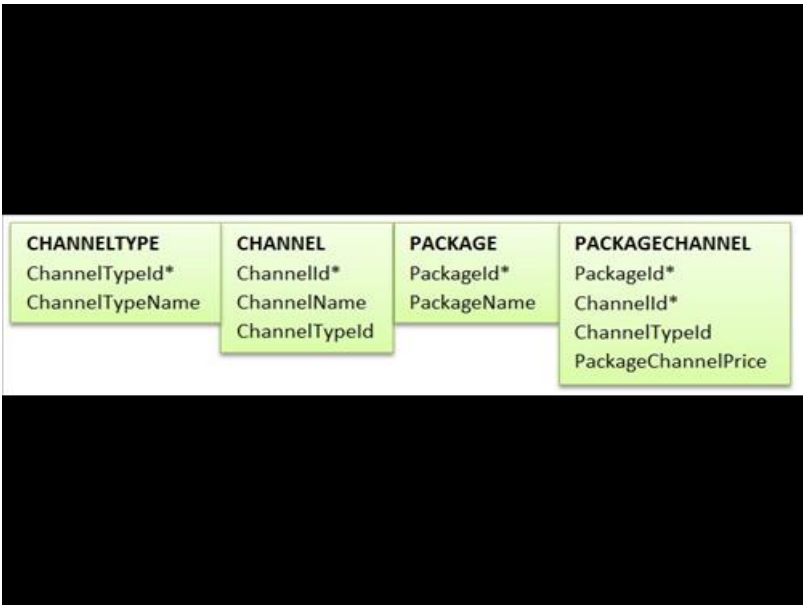 CHANNELTYPE
ChannelTypeId*
ChannelTypeName
CHANNEL
ChannelId*
ChannelName
ChannelTypeId
PACKAGE
PackageId*
PackageName
PACKAGECHANNEL
PackageId*
ChannelId*
ChannelTypeId
PackageChannelPrice